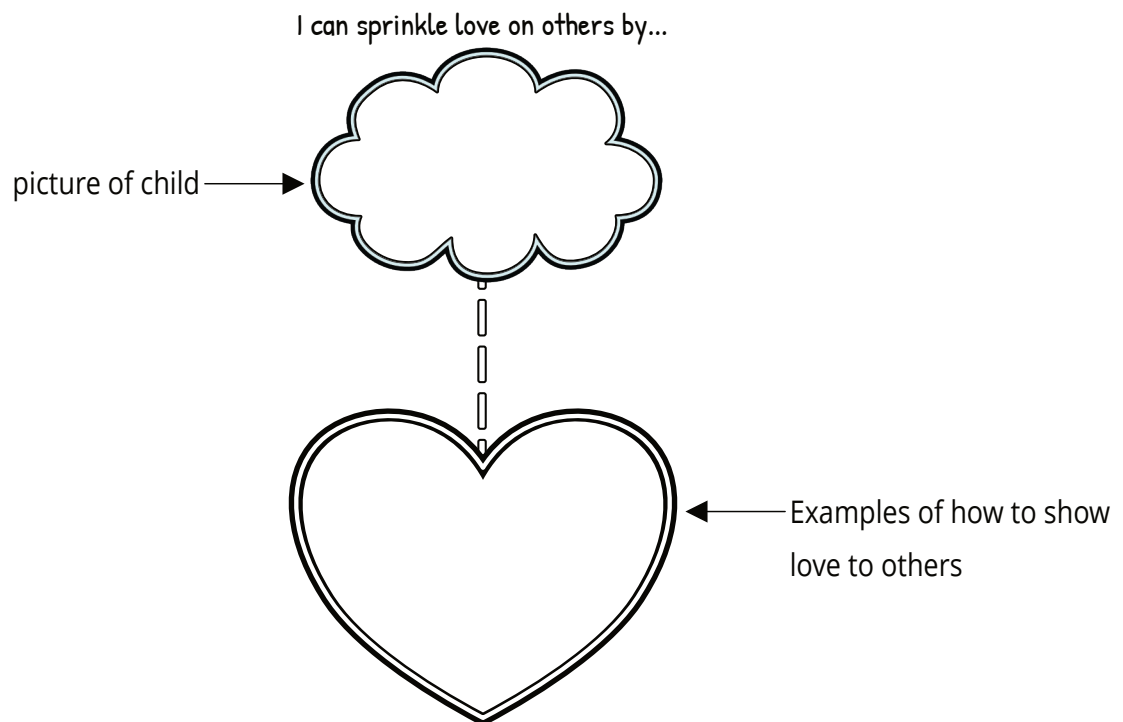 I can sprinkle love on others by...
picture of child
Examples of how to show
love to others